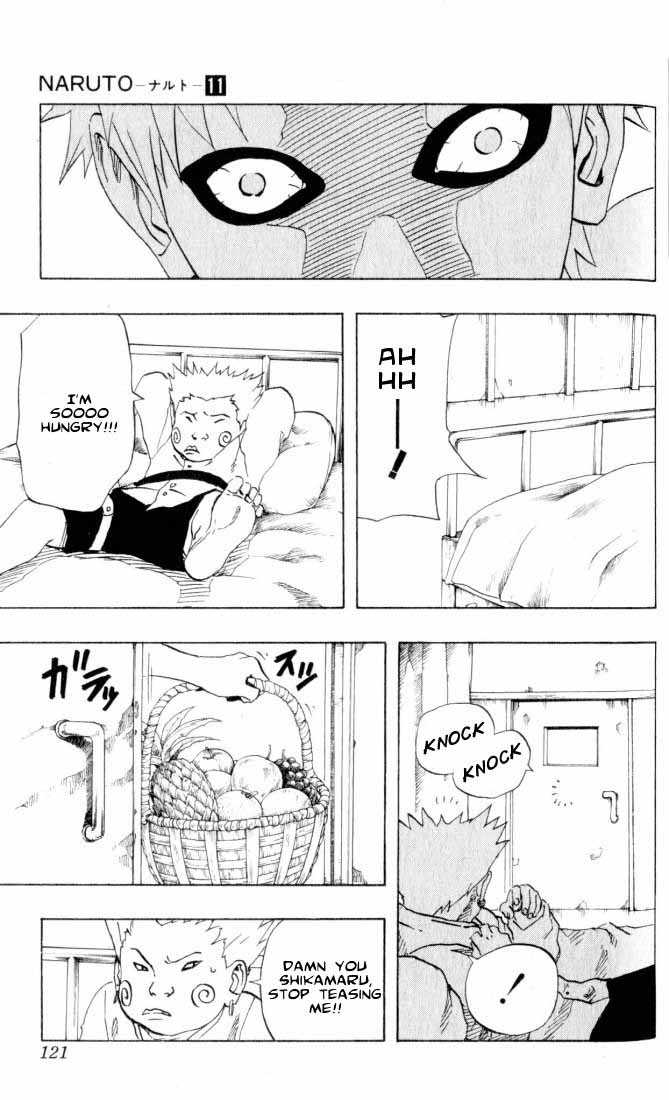 NARUTO -ナルト- 11
AH
HH
—
!
I'M
SOOOO
HUNGRY!!!
KNOCK
KNOCK
!
スッ
ガラッ
DAMN YOU
SHIKAMARU,
STOP TEASING
ME!!
121